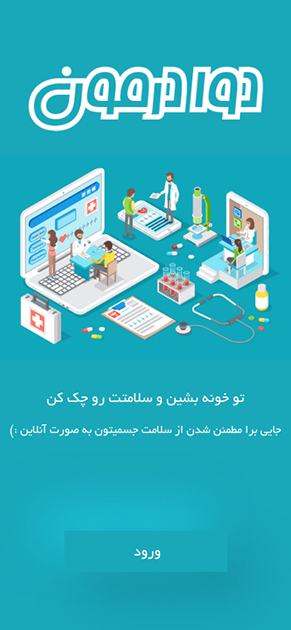 دوا درمون
تو خونه بشین و سلامتت رو چک کن
جایی برا مطمئن شدن از سلامت جسمیتون به صورت آنلاین :)
ورود